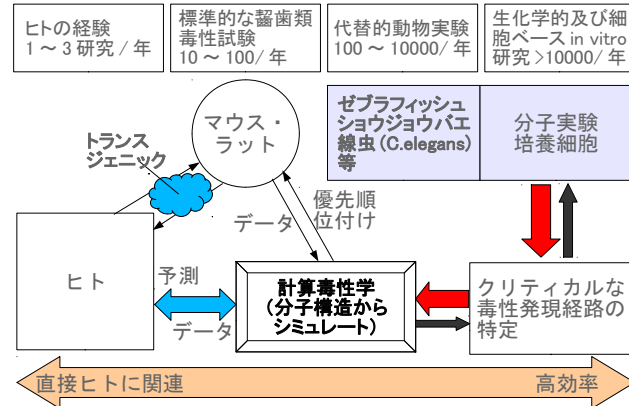 ヒトの経験
1～3研究/年
標準的な齧歯類
毒性試験
10～100/年
代替的動物実験
100～10000/年
生化学的及び細
胞ベースin vitro
研究>10000/年
トランス
ジェニック
マウス・
ラット
ゼブラフィッシュ
ショウジョウバエ
線虫(C.elegans)
等
分子実験
培養細胞
データ
優先順
位付け
ヒト
予測
データ
計算毒性学
(分子構造から
シミュレート)
クリティカルな
毒性発現経路の
特定
直接ヒトに関連
高効率